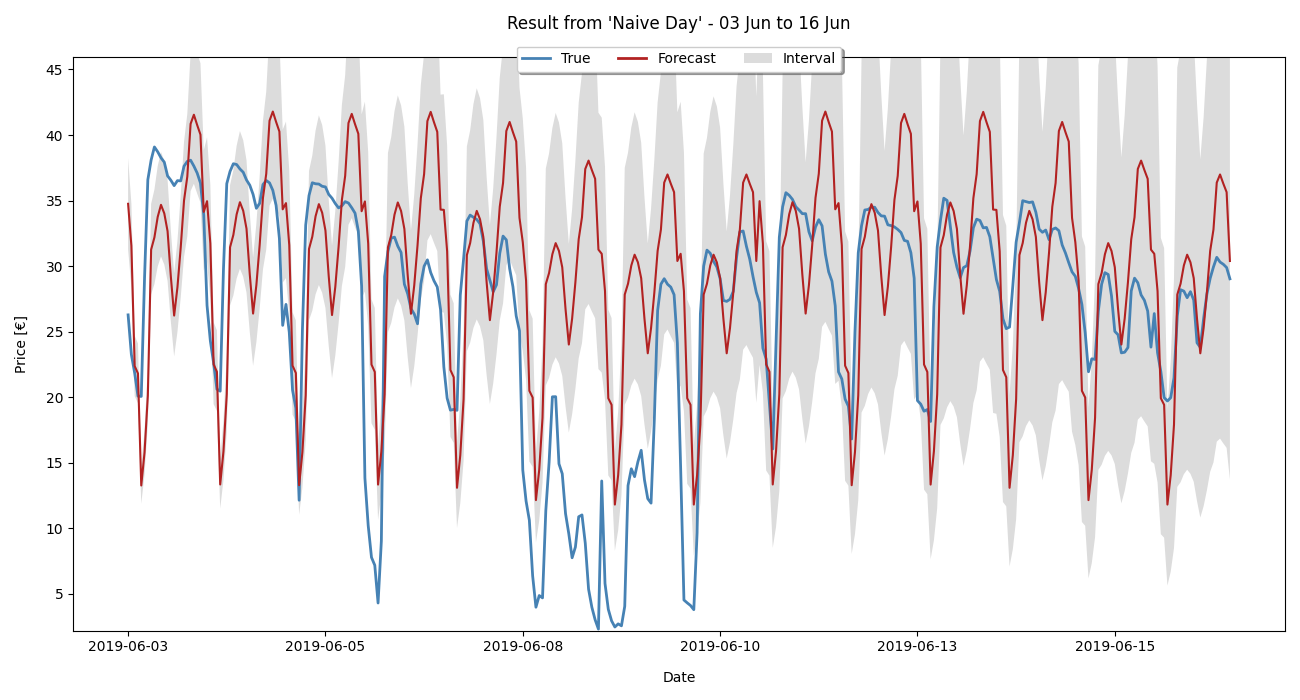 Result from 'Naive Day' - 03 Jun to 16 Jun
True Forecast Interval
45
40
35
30
25
20
15
10
5
Price [€]
2019-06-03 2019-06-05 2019-06-08 2019-06-10 2019-06-13 2019-06-15
Date